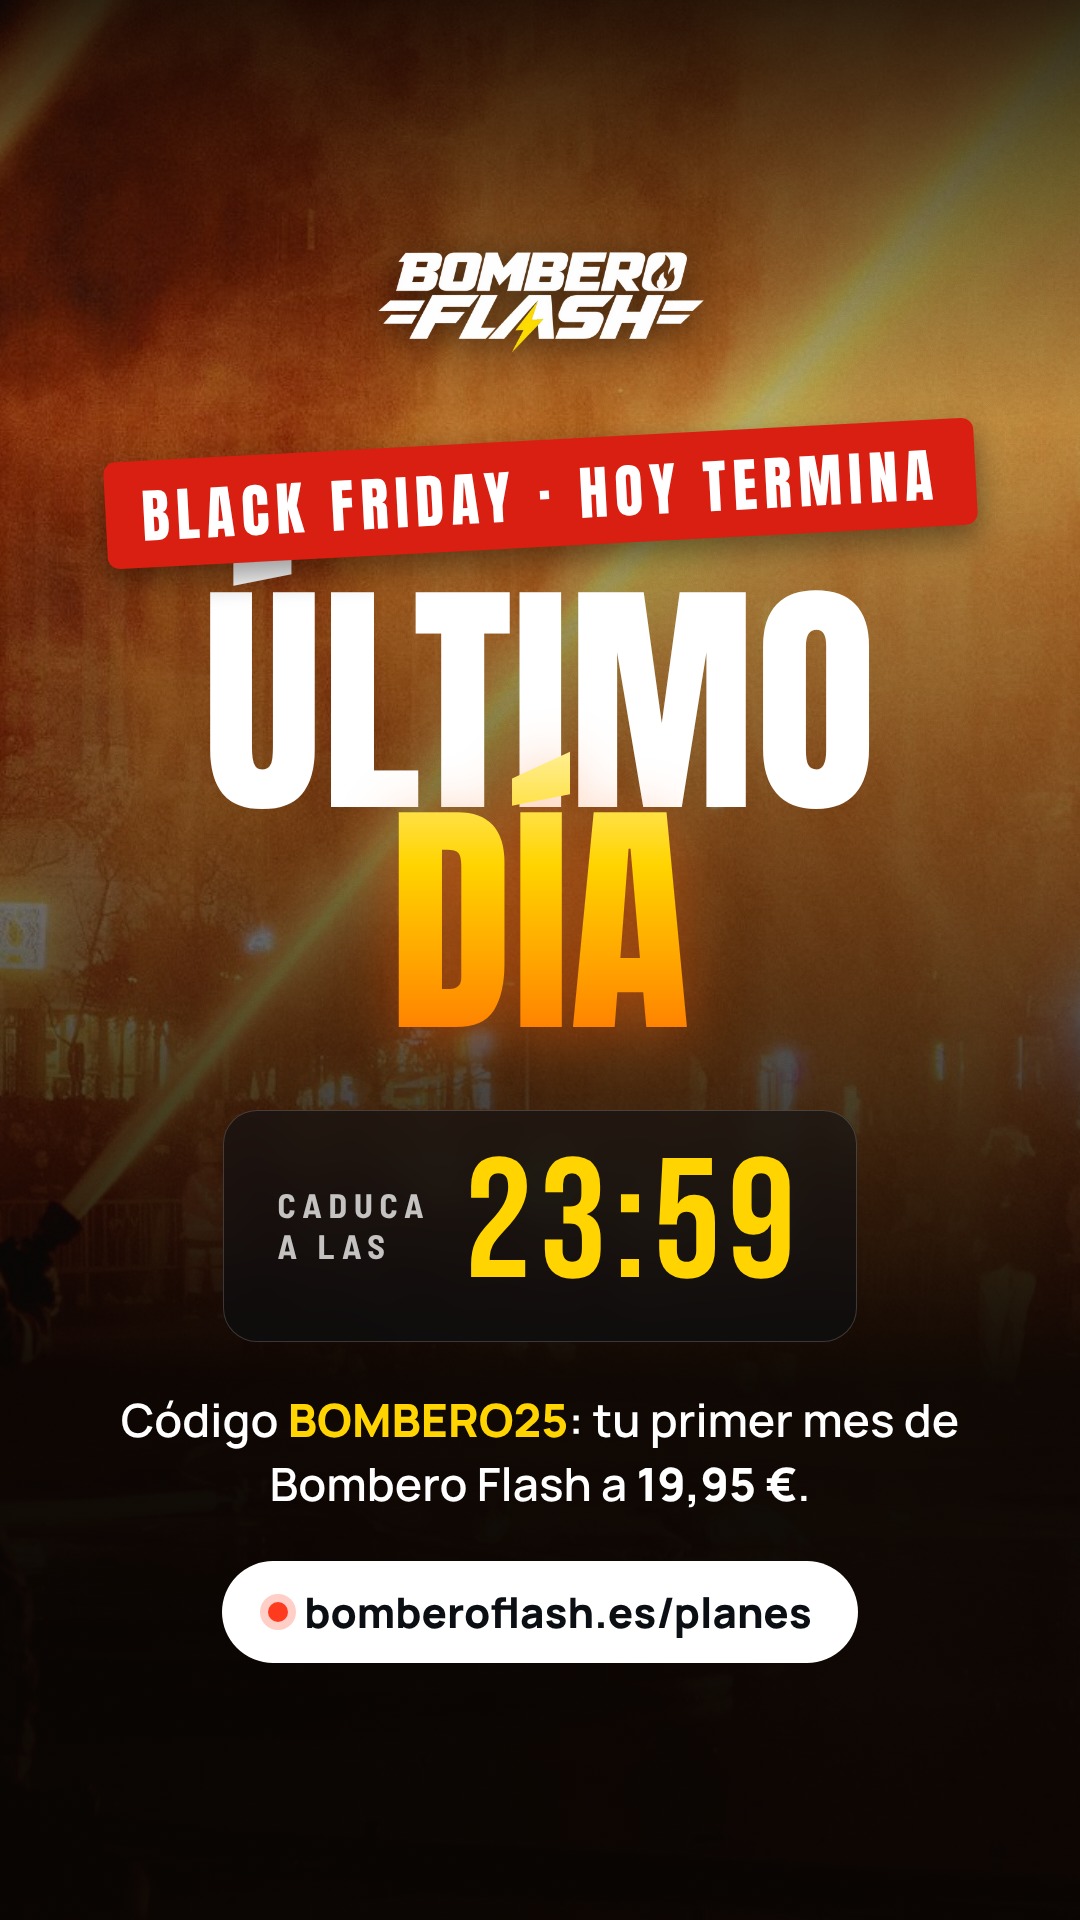 BOMBERO
FLASH
BLACK FRIDAY · HOY TERMINA
ÚLTIMO
DÍA
CADUCA
A LAS
23:59
Código BOMBERO25: tu primer mes de
Bombero Flash a 19,95 €.
bomberoflash.es/planes